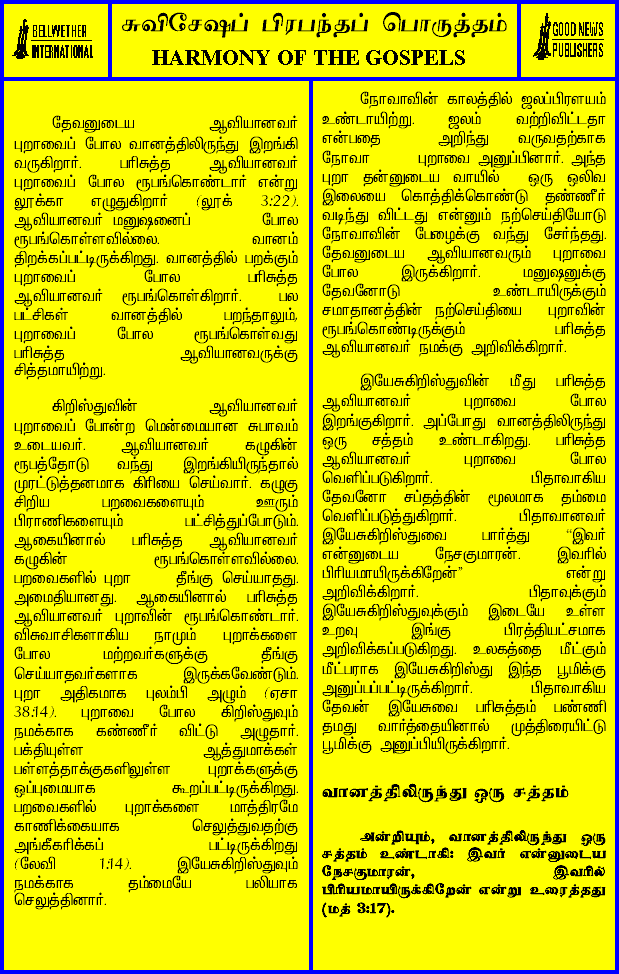 BELLWETHER
INTERNATIONAL
சுவிசேஷப் பிரபந்தப் பொருத்தம்
HARMONY OF THE GOSPELS
GOOD NEWS
PUBLISHERS
தேவனுடைய ஆவியானவர்
புறாவைப் போல வானத்திலிருந்து இறங்கி
வருகிறார். பரிசுத்த ஆவியானவர்
புறாவைப் போல ரூபங்கொண்டார் என்று
லூக்கா எழுதுகிறார் (லூக் 3:22).
ஆவியானவர் மனுஷனைப் போல
ரூபங்கொள்ளவில்லை. வானம்
திறக்கப்பட்டிருக்கிறது. வானத்தில் பறக்கும்
புறாவைப் போல பரிசுத்த
ஆவியானவர் ரூபங்கொள்கிறார். பல
பட்சிகள் வானத்தில் பறந்தாலும்,
புறாவைப் போல ரூபங்கொள்வது
பரிசுத்த ஆவியானவருக்கு
சித்தமாயிற்று.
கிறிஸ்துவின் ஆவியானவர்
புறாவைப் போன்ற மென்மையான சுபாவம்
உடையவர். ஆவியானவர் கழுகின்
ரூபத்தோடு வந்து இறங்கியிருந்தால்
முரட்டுத்தனமாக கிரியை செய்வார். கழுகு
சிறிய பறவைகளையும் ஊரும்
பிராணிகளையும் பட்சித்துப்போடும்.
ஆகையினால் பரிசுத்த ஆவியானவர்
கழுகின் ரூபங்கொள்ளவில்லை.
பறவைகளில் புறா தீங்கு செய்யாதது.
அமைதியானது. ஆகையினால் பரிசுத்த
ஆவியானவர் புறாவின் ரூபங்கொண்டார்.
விசுவாசிகளாகிய நாமும் புறாக்களை
போல மற்றவர்களுக்கு தீங்கு
செய்யாதவர்களாக இருக்கவேண்டும்.
புறா அதிகமாக புலம்பி அழும் (ஏசா
38:14). புறாவை போல கிறிஸ்துவும்
நமக்காக கண்ணீர் விட்டு அழுதார்.
பக்தியுள்ள ஆத்துமாக்கள்
பள்ளத்தாக்குகளிலுள்ள புறாக்களுக்கு
ஒப்புமையாக கூறப்பட்டிருக்கிறது.
பறவைகளில் புறாக்களை மாத்திரமே
காணிக்கையாக செலுத்துவதற்கு
அங்கீகரிக்கப் பட்டிருக்கிறது
(லேவி 1:14). இயேசுகிறிஸ்துவும்
நமக்காக தம்மையே பலியாக
செலுத்தினார்.
நோவாவின் காலத்தில் ஜலப்பிரளயம்
உண்டாயிற்று. ஜலம் வற்றிவிட்டதா
என்பதை அறிந்து வருவதற்காக
நோவா புறாவை அனுப்பினார். அந்த
புறா தன்னுடைய வாயில் ஒரு ஒலிவ
இலையை கொத்திக்கொண்டு தண்ணீர்
வடிந்து விட்டது என்னும் நற்செய்தியோடு
நோவாவின் பேழைக்கு வந்து சேர்ந்தது.
தேவனுடைய ஆவியானவரும் புறாவை
போல இருக்கிறார். மனுஷனுக்கு
தேவனோடு உண்டாயிருக்கும்
சமாதானத்தின் நற்செய்தியை புறாவின்
ரூபங்கொண்டிருக்கும் பரிசுத்த
ஆவியானவர் நமக்கு அறிவிக்கிறார்.
இயேசுகிறிஸ்துவின் மீது பரிசுத்த
ஆவியானவர் புறாவை போல
இறங்குகிறார். அப்போது வானத்திலிருந்து
ஒரு சத்தம் உண்டாகிறது. பரிசுத்த
ஆவியானவர் புறாவை போல
வெளிப்படுகிறார். பிதாவாகிய
தேவனோ சப்தத்தின் மூலமாக தம்மை
வெளிப்படுத்துகிறார். பிதாவானவர்
இயேசுகிறிஸ்துவை பார்த்து “இவர்
என்னுடைய நேசகுமாரன். இவரில்
பிரியமாயிருக்கிறேன்” என்று
அறிவிக்கிறார். பிதாவுக்கும்
இயேசுகிறிஸ்துவுக்கும் இடையே உள்ள
உறவு இங்கு பிரத்தியட்சமாக
அறிவிக்கப்படுகிறது. உலகத்தை மீட்கும்
மீட்பராக இயேசுகிறிஸ்து இந்த பூமிக்கு
அனுப்பப்பட்டிருக்கிறார். பிதாவாகிய
தேவன் இயேசுவை பரிசுத்தம் பண்ணி
தமது வார்த்தையினால் முத்திரையிட்டு
பூமிக்கு அனுப்பியிருக்கிறார்.
வானத்திலிருந்து ஒரு சத்தம்
அன்றியும், வானத்திலிருந்து ஒரு
சத்தம் உண்டாகி: இவர் என்னுடைய
நேசகுமாரன், இவரில்
பிரியமாயிருக்கிறேன் என்று உரைத்தது
(மத் 3:17).